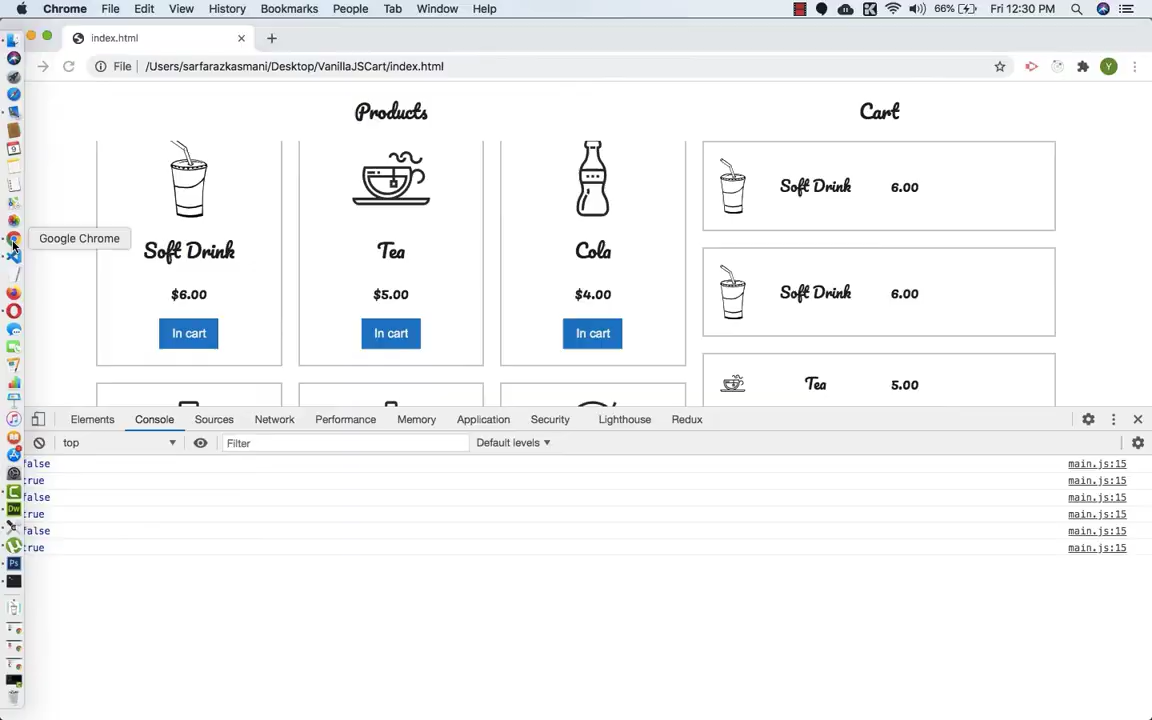 Chrome File Edit View History Bookmarks People Tab Window Help 66% Fri 12:30 PM
index.html
File /Users/sarfarazkasmani/Desktop/VanillaJSCart/index.html Y
Products Cart
Soft Drink 6.00
Google Chrome
Soft Drink Tea Cola
$6.00 $5.00 $4.00
Soft Drink 6.00
In cart In cart In cart
Tea 5.00
Elements Console Sources Network Performance Memory Application Security Lighthouse Redux
top Filter Default levels
false main.js:15
true main.js:15
false main.js:15
true main.js:15
false main.js:15
true main.js:15